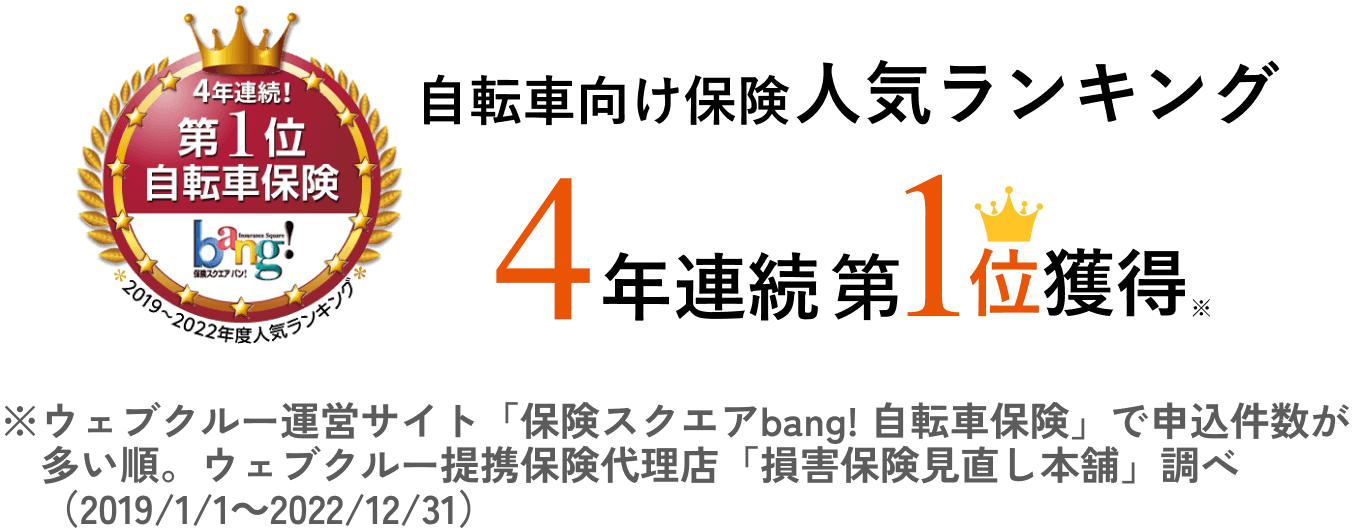 4年連続!
第1位
自転車保険
Insurance Square
bang!
保険スクエア バン!
*2019~2022年度人気ランキング*
自転車向け保険人気ランキング
4年連続第1位獲得※
※ウェブクルー運営サイト「保険スクエアbang! 自転車保険」で申込件数が
多い順。ウェブクルー提携保険代理店「損害保険見直し本舗」調べ
(2019/1/1〜2022/12/31)